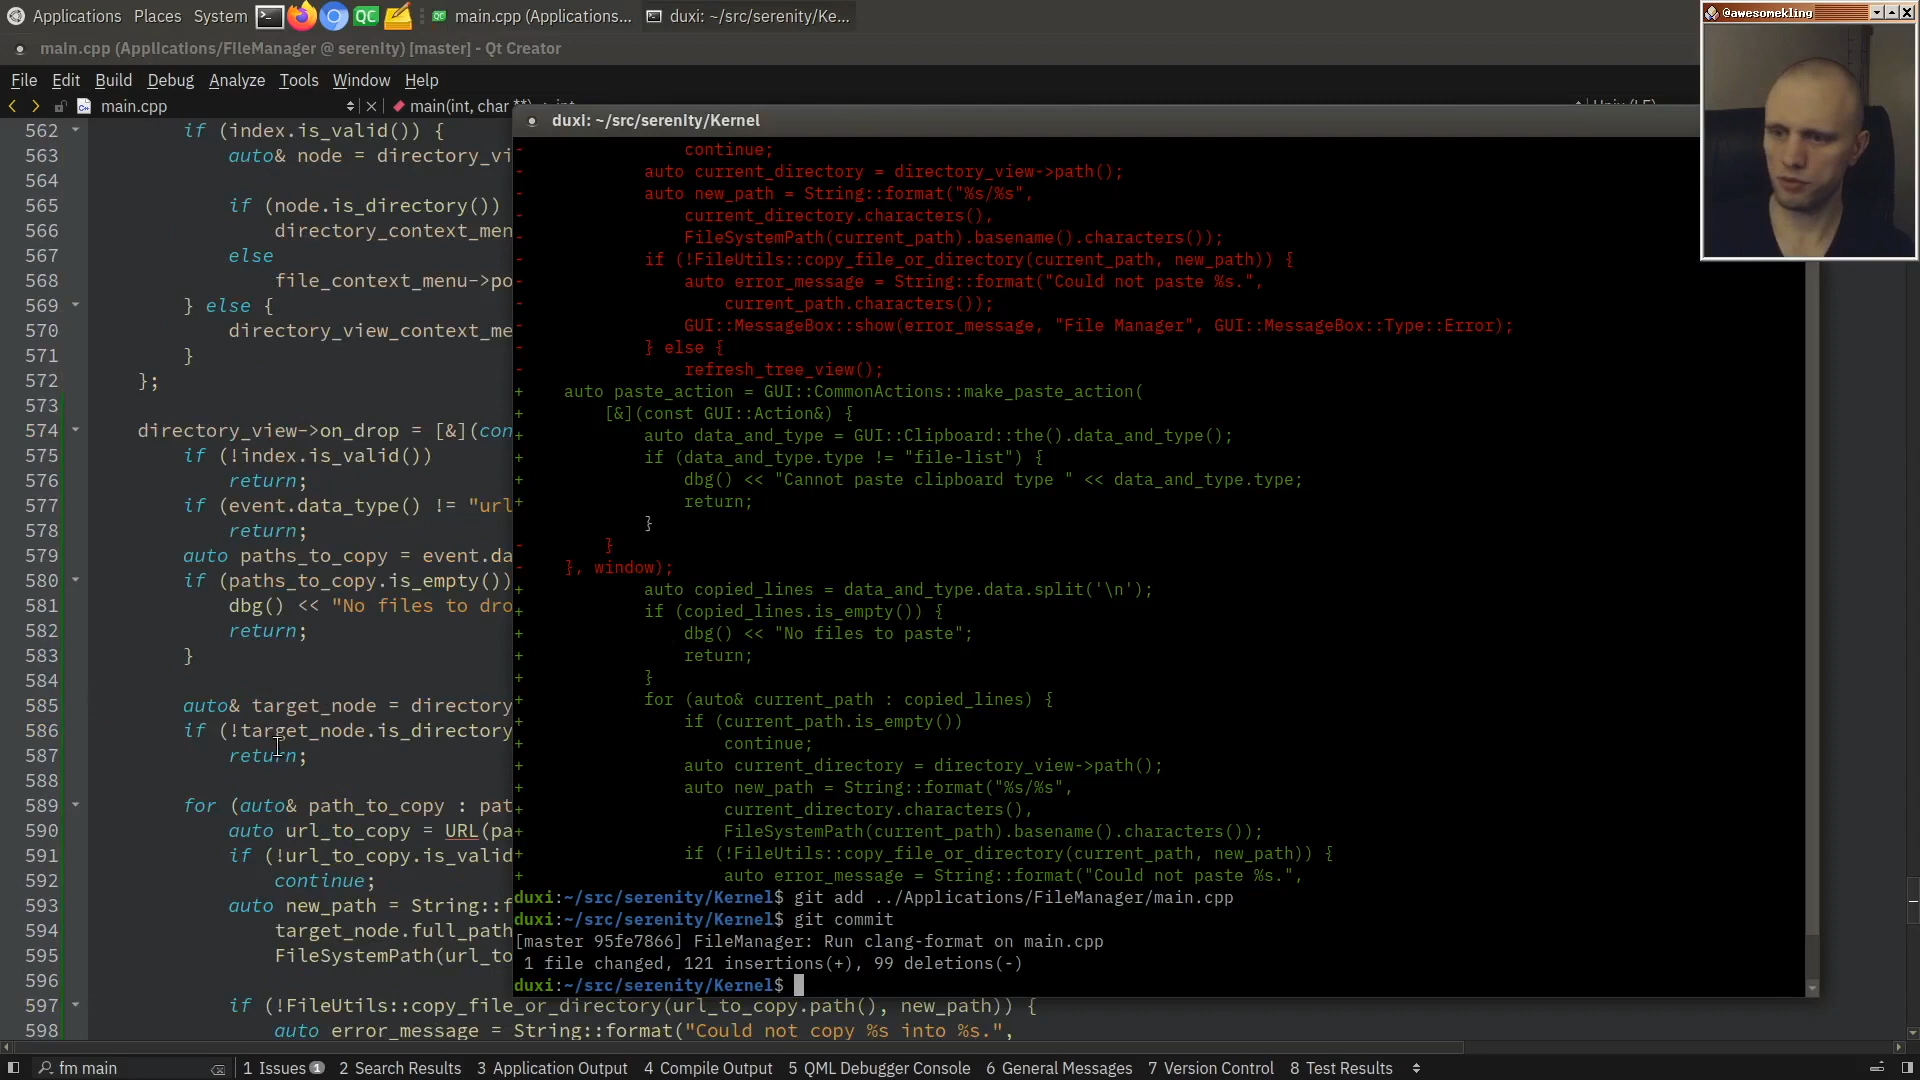 Applications Places System main.cpp (Applications... duxi: ~/src/serenity/Ke...
@awesomekling
main.cpp (Applications/FileManager @ serenity) [master] - Qt Creator
File Edit Build Debug Analyze Tools Window Help
main.cpp main(int, char
562 if (index.is_valid()) {
563 auto& node = directory_vi
564
565 if (node.is_directory())
566 directory_context_men
567 else
568 file_context_menu->po
569 } else {
570 directory_view_context_me
571 }
572 };
573
574 directory_view->on_drop = [&](con
575 if (!index.is_valid())
576 return;
577 if (event.data_type() != "url
578 return;
579 auto paths_to_copy = event.da
580 if (paths_to_copy.is_empty())
581 dbg() << "No files to dro
582 return;
583 }
584
585 auto& target_node = directory
586 if (!target_node.is_directory
587 return;
588
589 for (auto& path_to_copy : pat
590 auto url_to_copy = URL(pa
591 if (!url_to_copy.is_valid
592 continue;
593 auto new_path = String::f
594 target_node.full_path
595 FileSystemPath(url_to
596
597 if (!FileUtils::copy_file_or_directory(url_to_copy.path(), new_path)) {
598 auto error_message = String::format("Could not copy %s into %s.",
duxi: ~/src/serenity/Kernel
- continue;
- auto current_directory = directory_view->path();
- auto new_path = String::format("%s/%s",
- current_directory.characters(),
- FileSystemPath(current_path).basename().characters());
- if (!FileUtils::copy_file_or_directory(current_path, new_path)) {
- auto error_message = String::format("Could not paste %s.",
- current_path.characters());
- GUI::MessageBox::show(error_message, "File Manager", GUI::MessageBox::Type::Error);
- } else {
- refresh_tree_view();
+ auto paste_action = GUI::CommonActions::make_paste_action(
+ [&](const GUI::Action&) {
+ auto data_and_type = GUI::Clipboard::the().data_and_type();
+ if (data_and_type.type != "file-list") {
+ dbg() << "Cannot paste clipboard type " << data_and_type.type;
+ return;
}
- }
- }, window);
+ auto copied_lines = data_and_type.data.split('\n');
+ if (copied_lines.is_empty()) {
+ dbg() << "No files to paste";
+ return;
+ }
+ for (auto& current_path : copied_lines) {
+ if (current_path.is_empty())
+ continue;
+ auto current_directory = directory_view->path();
+ auto new_path = String::format("%s/%s",
+ current_directory.characters(),
+ FileSystemPath(current_path).basename().characters());
+ if (!FileUtils::copy_file_or_directory(current_path, new_path)) {
+ auto error_message = String::format("Could not paste %s.",
duxi:~/src/serenity/Kernel$ git add ../Applications/FileManager/main.cpp
duxi:~/src/serenity/Kernel$ git commit
[master 95fe7866] FileManager: Run clang-format on main.cpp
1 file changed, 121 insertions(+), 99 deletions(-)
duxi:~/src/serenity/Kernel$
fm main 1 Issues 1 2 Search Results 3 Application Output 4 Compile Output 5 QML Debugger Console 6 General Messages 7 Version Control 8 Test Results